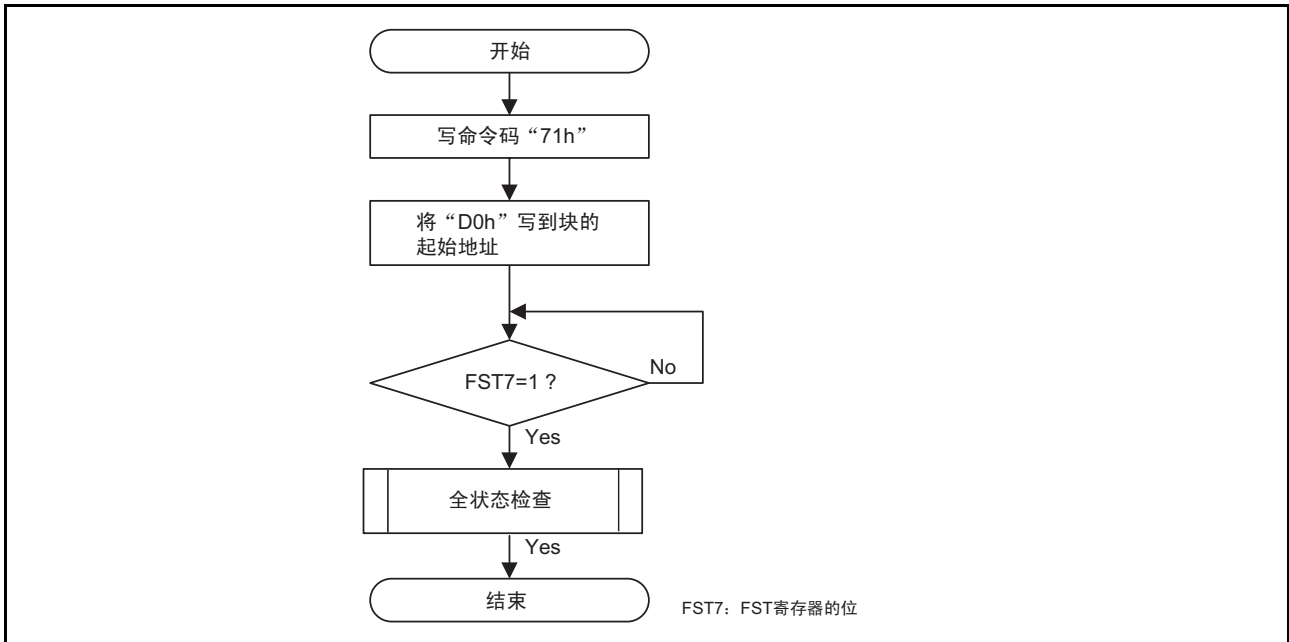 开始
写命令码“71h”
将“D0h”写到块的
起始地址
FST7=1 ?
No
Yes
全状态检查
Yes
结束
FST7：FST寄存器的位